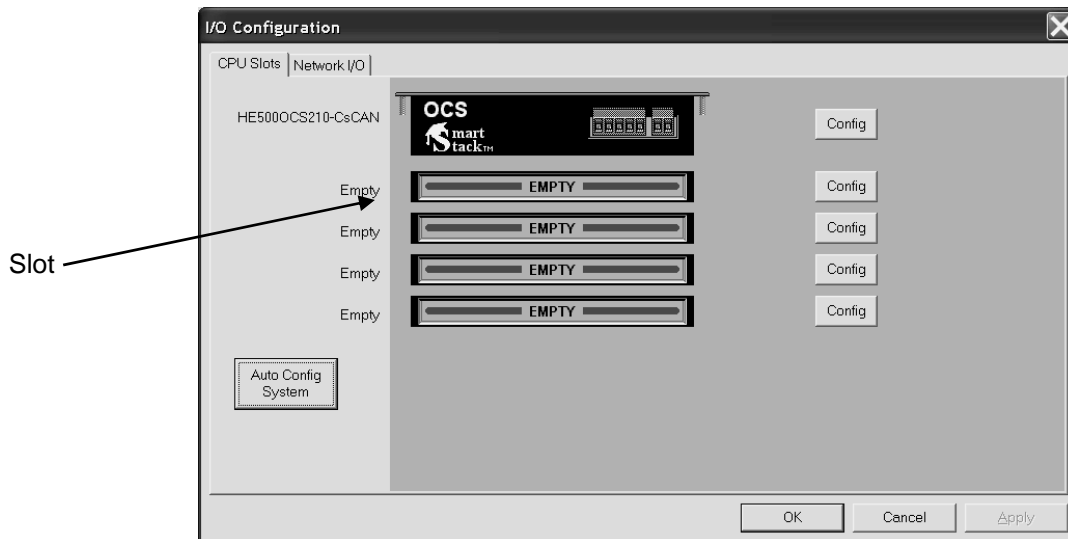 I/O Configuration
CPU Slots Network I/O
HE500OCS210-CsCAN
OCS
Smart
Stack™
Config
Empty
EMPTY
Config
Empty
EMPTY
Config
Slot
Empty
EMPTY
Config
Empty
EMPTY
Config
Auto Config
System
OK Cancel Apply